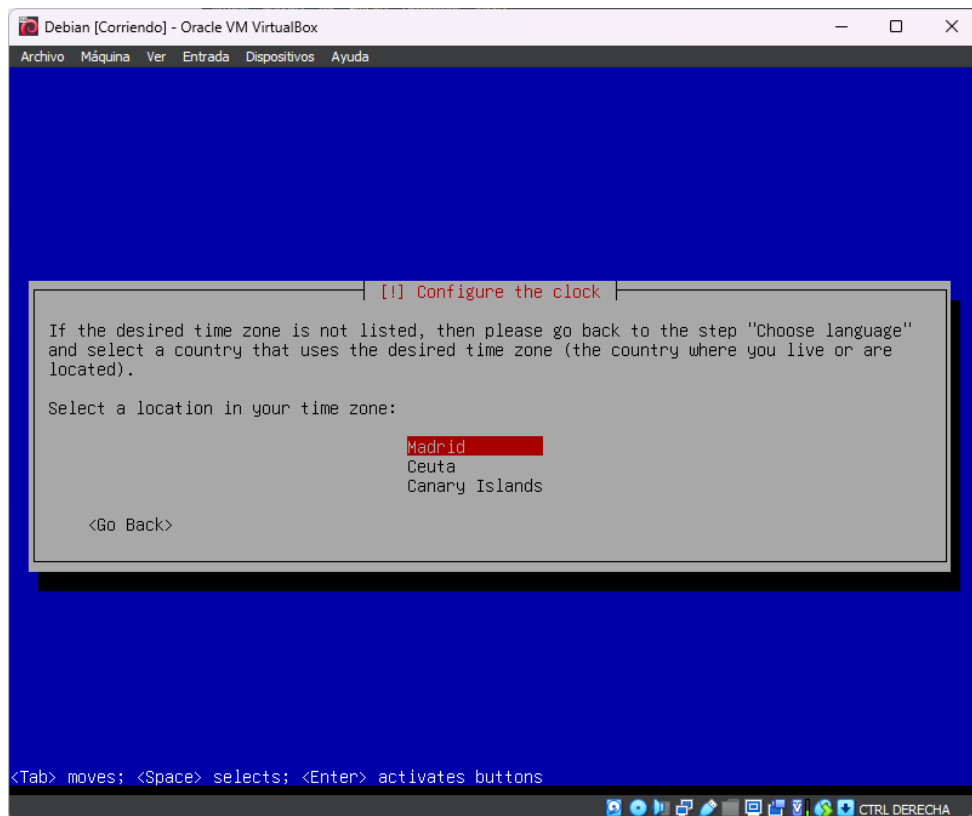 Debian [Corriendo] - Oracle VM VirtualBox
Archivo Máquina Ver Entrada Dispositivos Ayuda
[!] Configure the clock
If the desired time zone is not listed, then please go back to the step "Choose language"
and select a country that uses the desired time zone (the country where you live or are
located).
Select a location in your time zone:
Madrid
Ceuta
Canary Islands
<Go Back>
<Tab> moves; <Space> selects; <Enter> activates buttons
CTRL DERECHA